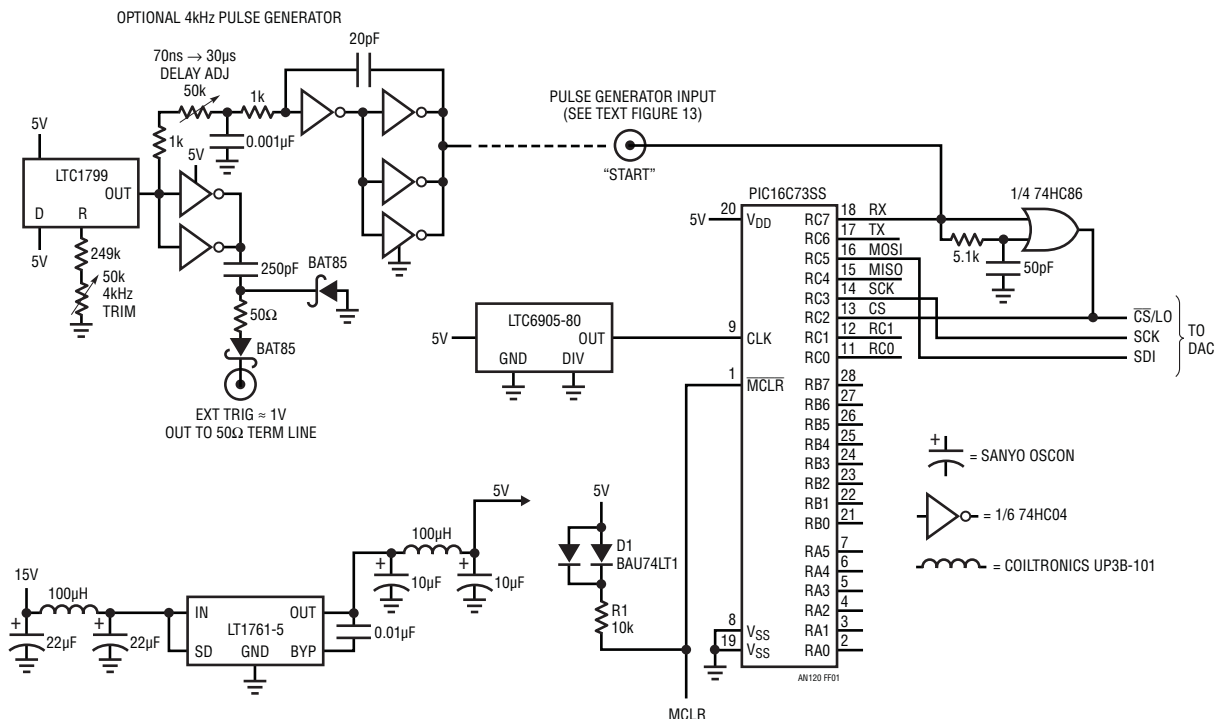 OPTIONAL 4kHz PULSE GENERATOR
20pF
70ns → 30µs
DELAY ADJ
50k
1k
PULSE GENERATOR INPUT
(SEE TEXT FIGURE 13)
5V
1k
0.001µF
5V
"START"
LTC1799
OUT
D
R
5V
249k
50k
4kHz
TRIM
250pF
BAT85
50Ω
BAT85
EXT TRIG ≈ 1V
OUT TO 50Ω TERM LINE
PIC16C73SS
1/4 74HC86
5V
20
VDD
RC7
18
RX
RC6
17
TX
RC5
16
MOSI
RC4
15
MISO
RC3
14
SCK
RC2
13
CS
RC1
12
RC1
RC0
11
RC0
5.1k
50pF
C̅S̅/LO
SCK
SDI
TO
DAC
5V
LTC6905-80
OUT
GND
DIV
9
CLK
1
M̅C̅L̅R̅
RB7
28
RB6
27
RB5
26
RB4
25
RB3
24
RB2
23
RB1
22
RB0
21
RA5
7
RA4
6
RA3
5
RA2
4
RA1
3
RA0
2
8
VSS
19
VSS
AN120 FF01
+
= SANYO OSCON
= 1/6 74HC04
= COILTRONICS UP3B-101
5V
D1
BAU74LT1
R1
10k
MCLR
5V
100µH
+
10µF
+
10µF
15V
100µH
+
22µF
+
22µF
IN
OUT
LT1761-5
SD
GND
BYP
0.01µF